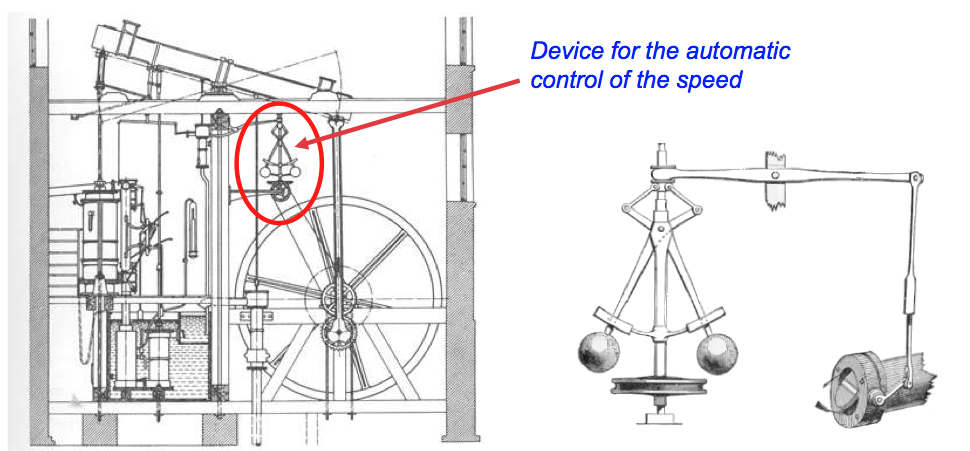 Device for the automatic
control of the speed